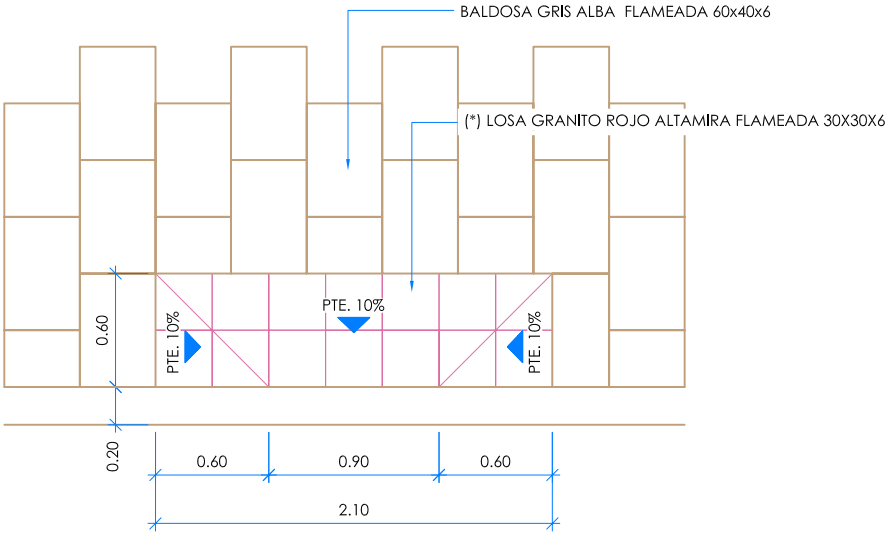 BALDOSA GRIS ALBA FLAMEADA 60x40x6
(*) LOSA GRANITO ROJO ALTAMIRA FLAMEADA 30X30X6
PTE. 10%
PTE. 10%
PTE. 10%
0.60
0.20
0.60
0.90
0.60
2.10